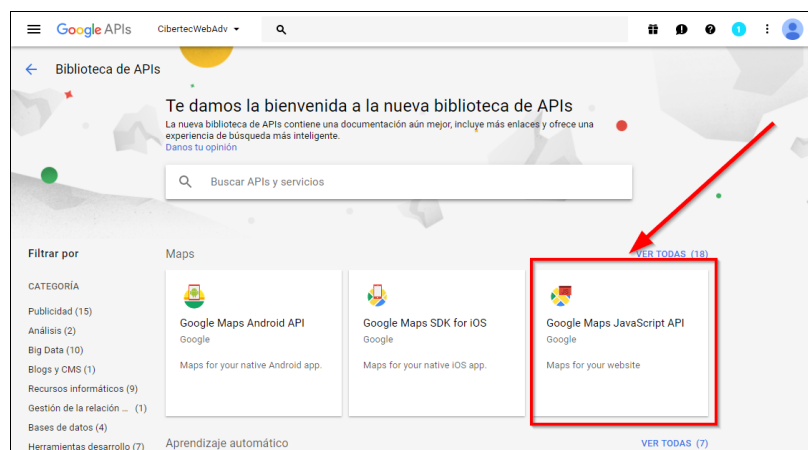 Google APIs
CibertecWebAdv
1
Biblioteca de APIs
Te damos la bienvenida a la nueva biblioteca de APIs
La nueva biblioteca de APIs contiene una documentación aún mejor, incluye más enlaces y ofrece una
experiencia de búsqueda más inteligente.
Danos tu opinión
Buscar APIs y servicios
Filtrar por
CATEGORÍA
Publicidad (15)
Análisis (2)
Big Data (10)
Blogs y CMS (1)
Recursos informáticos (9)
Gestión de la relación ... (1)
Bases de datos (4)
Herramientas desarrollo (7)
Maps
VER TODAS (18)
Google Maps Android API
Google
Maps for your native Android app.
Google Maps SDK for iOS
Google
Maps for your native iOS app.
Google Maps JavaScript API
Google
Maps for your website
Aprendizaje automático
VER TODAS (7)